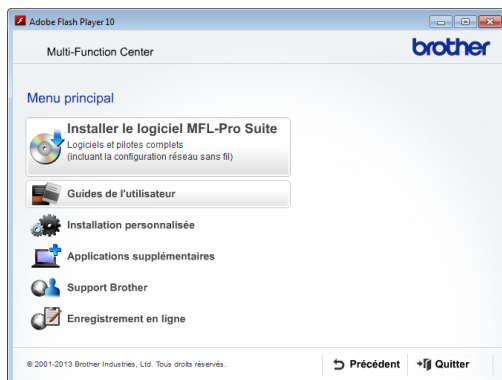 Adobe Flash Player 10
Multi-Function Center
brother
Menu principal
Installer le logiciel MFL-Pro Suite
Logiciels et pilotes complets
(incluant la configuration réseau sans fil)
Guides de l'utilisateur
Installation personnalisée
Applications supplémentaires
Support Brother
Enregistrement en ligne
© 2001-2013 Brother Industries, Ltd. Tous droits réservés.
Précédent
Quitter